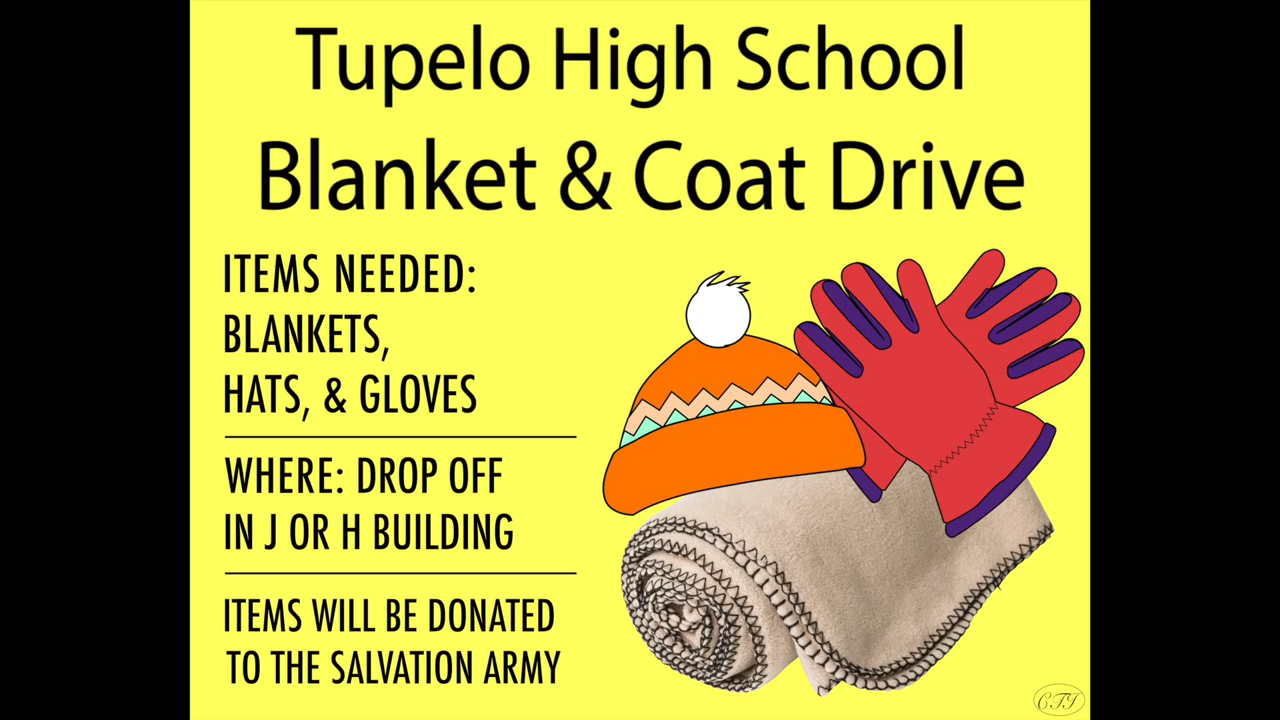 Tupelo High School
Blanket & Coat Drive
ITEMS NEEDED:
BLANKETS,
HATS, & GLOVES
WHERE: DROP OFF
IN J OR H BUILDING
ITEMS WILL BE DONATED
TO THE SALVATION ARMY